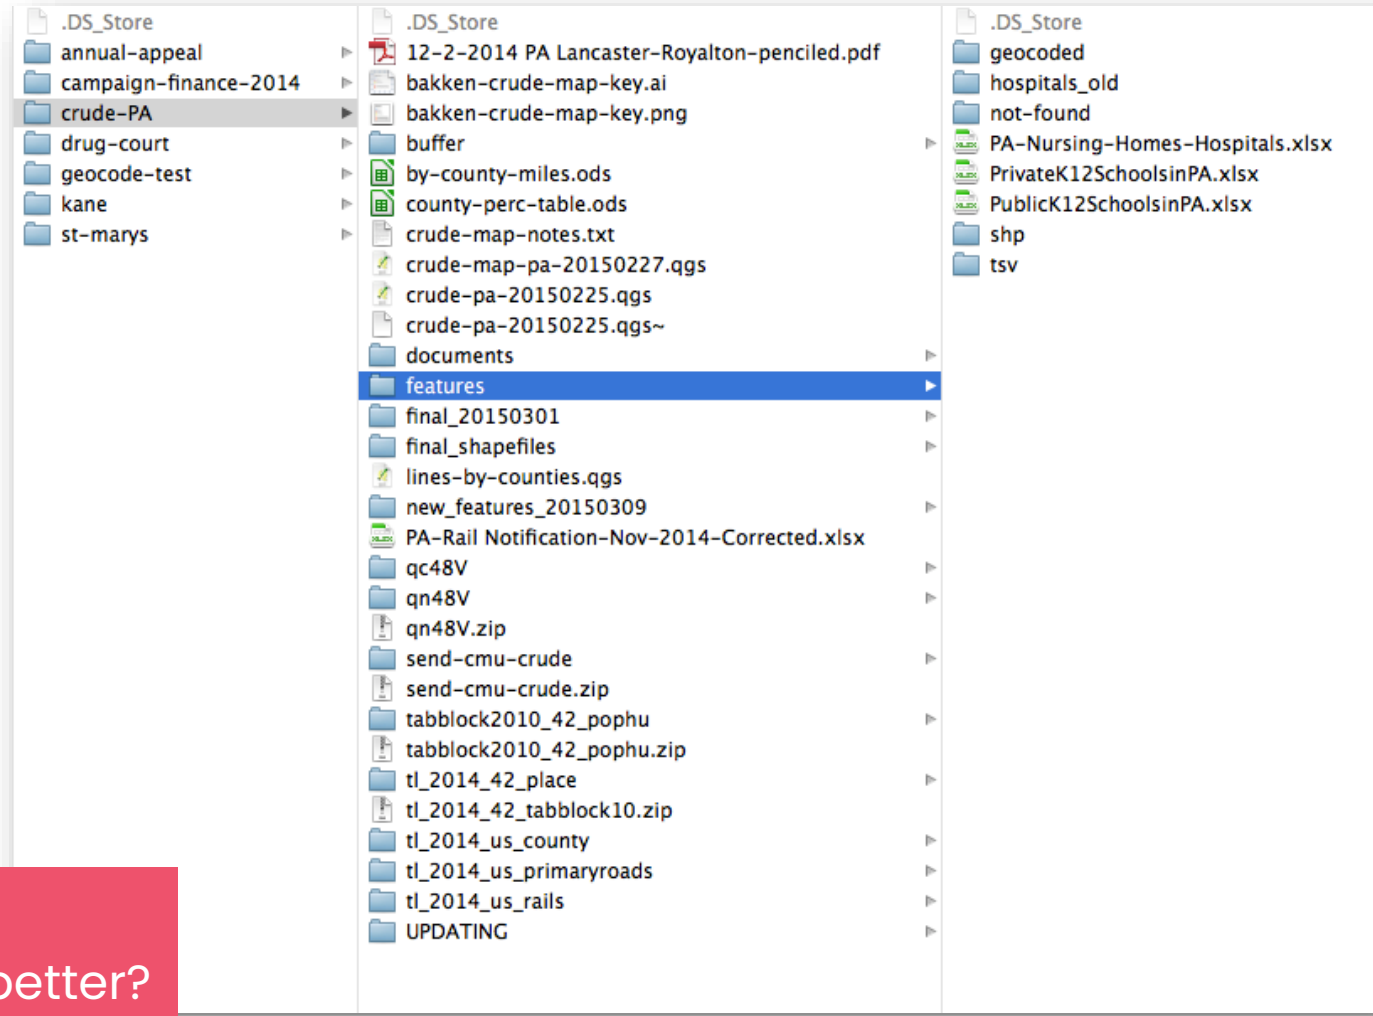 .DS_Store
annual-appeal
campaign-finance-2014
crude-PA
drug-court
geocode-test
kane
st-marys
.DS_Store
12-2-2014 PA Lancaster-Royalton-penciled.pdf
bakken-crude-map-key.ai
bakken-crude-map-key.png
buffer
by-county-miles.ods
county-perc-table.ods
crude-map-notes.txt
crude-map-pa-20150227.qgs
crude-pa-20150225.qgs
crude-pa-20150225.qgs~
documents
features
final_20150301
final_shapefiles
lines-by-counties.qgs
new_features_20150309
PA-Rail Notification-Nov-2014-Corrected.xlsx
qc48V
qn48V
qn48V.zip
send-cmu-crude
send-cmu-crude.zip
tabblock2010_42_pophu
tabblock2010_42_pophu.zip
tl_2014_42_place
tl_2014_42_tabblock10.zip
tl_2014_us_county
tl_2014_us_primaryroads
tl_2014_us_rails
UPDATING
.DS_Store
geocoded
hospitals_old
not-found
PA-Nursing-Homes-Hospitals.xlsx
PrivateK12SchoolsinPA.xlsx
PublicK12SchoolsinPA.xlsx
shp
tsv
better?